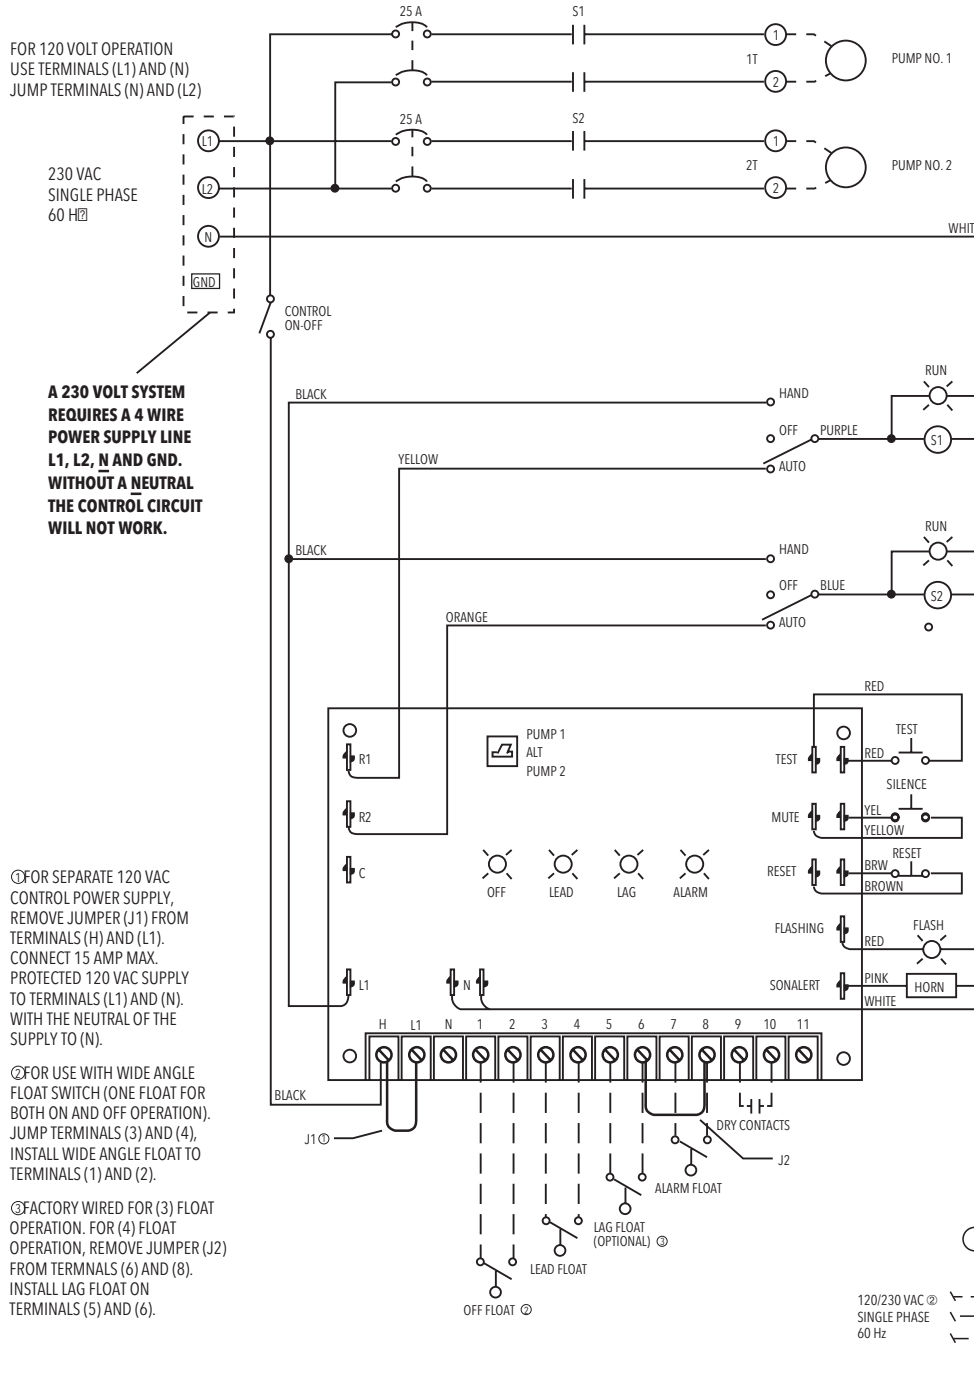 25 A
S1
FOR 120 VOLT OPERATION
USE TERMINALS (L1) AND (N)
JUMP TERMINALS (N) AND (L2)
1
1T
2
PUMP NO. 1
25 A
S2
L1
1
230 VAC
SINGLE PHASE
60 H
2T
L2
2
PUMP NO. 2
N
GND
CONTROL
ON-OFF
A 230 VOLT SYSTEM
REQUIRES A 4 WIRE
POWER SUPPLY LINE
L1, L2, N AND GND.
WITHOUT A NEUTRAL
THE CONTROL CIRCUIT
WILL NOT WORK.
BLACK
HAND
RUN
OFF
PURPLE
S1
YELLOW
AUTO
BLACK
HAND
RUN
OFF
BLUE
S2
ORANGE
AUTO
RED
PUMP 1
ALT
PUMP 2
R1
TEST
RED
TEST
R2
SILENCE
MUTE
YEL
YELLOW
C
OFF
LEAD
LAG
ALARM
RESET
RESET
BRW
BROWN
FLASHING
FLASH
RED
L1
N
SONALERT
PINK
HORN
WHITE
H L1 N 1 2 3 4 5 6 7 8 9 10 11
BLACK
J1 ①
DRY CONTACTS
J2
ALARM FLOAT
LAG FLOAT
(OPTIONAL) ③
LEAD FLOAT
OFF FLOAT ②
①FOR SEPARATE 120 VAC
CONTROL POWER SUPPLY,
REMOVE JUMPER (J1) FROM
TERMINALS (H) AND (L1).
CONNECT 15 AMP MAX.
PROTECTED 120 VAC SUPPLY
TO TERMINALS (L1) AND (N).
WITH THE NEUTRAL OF THE
SUPPLY TO (N).
②FOR USE WITH WIDE ANGLE
FLOAT SWITCH (ONE FLOAT FOR
BOTH ON AND OFF OPERATION).
JUMP TERMINALS (3) AND (4),
INSTALL WIDE ANGLE FLOAT TO
TERMINALS (1) AND (2).
③FACTORY WIRED FOR (3) FLOAT
OPERATION. FOR (4) FLOAT
OPERATION, REMOVE JUMPER (J2)
FROM TERMNALS (6) AND (8).
INSTALL LAG FLOAT ON
TERMINALS (5) AND (6).
120/230 VAC ②
SINGLE PHASE
60 Hz